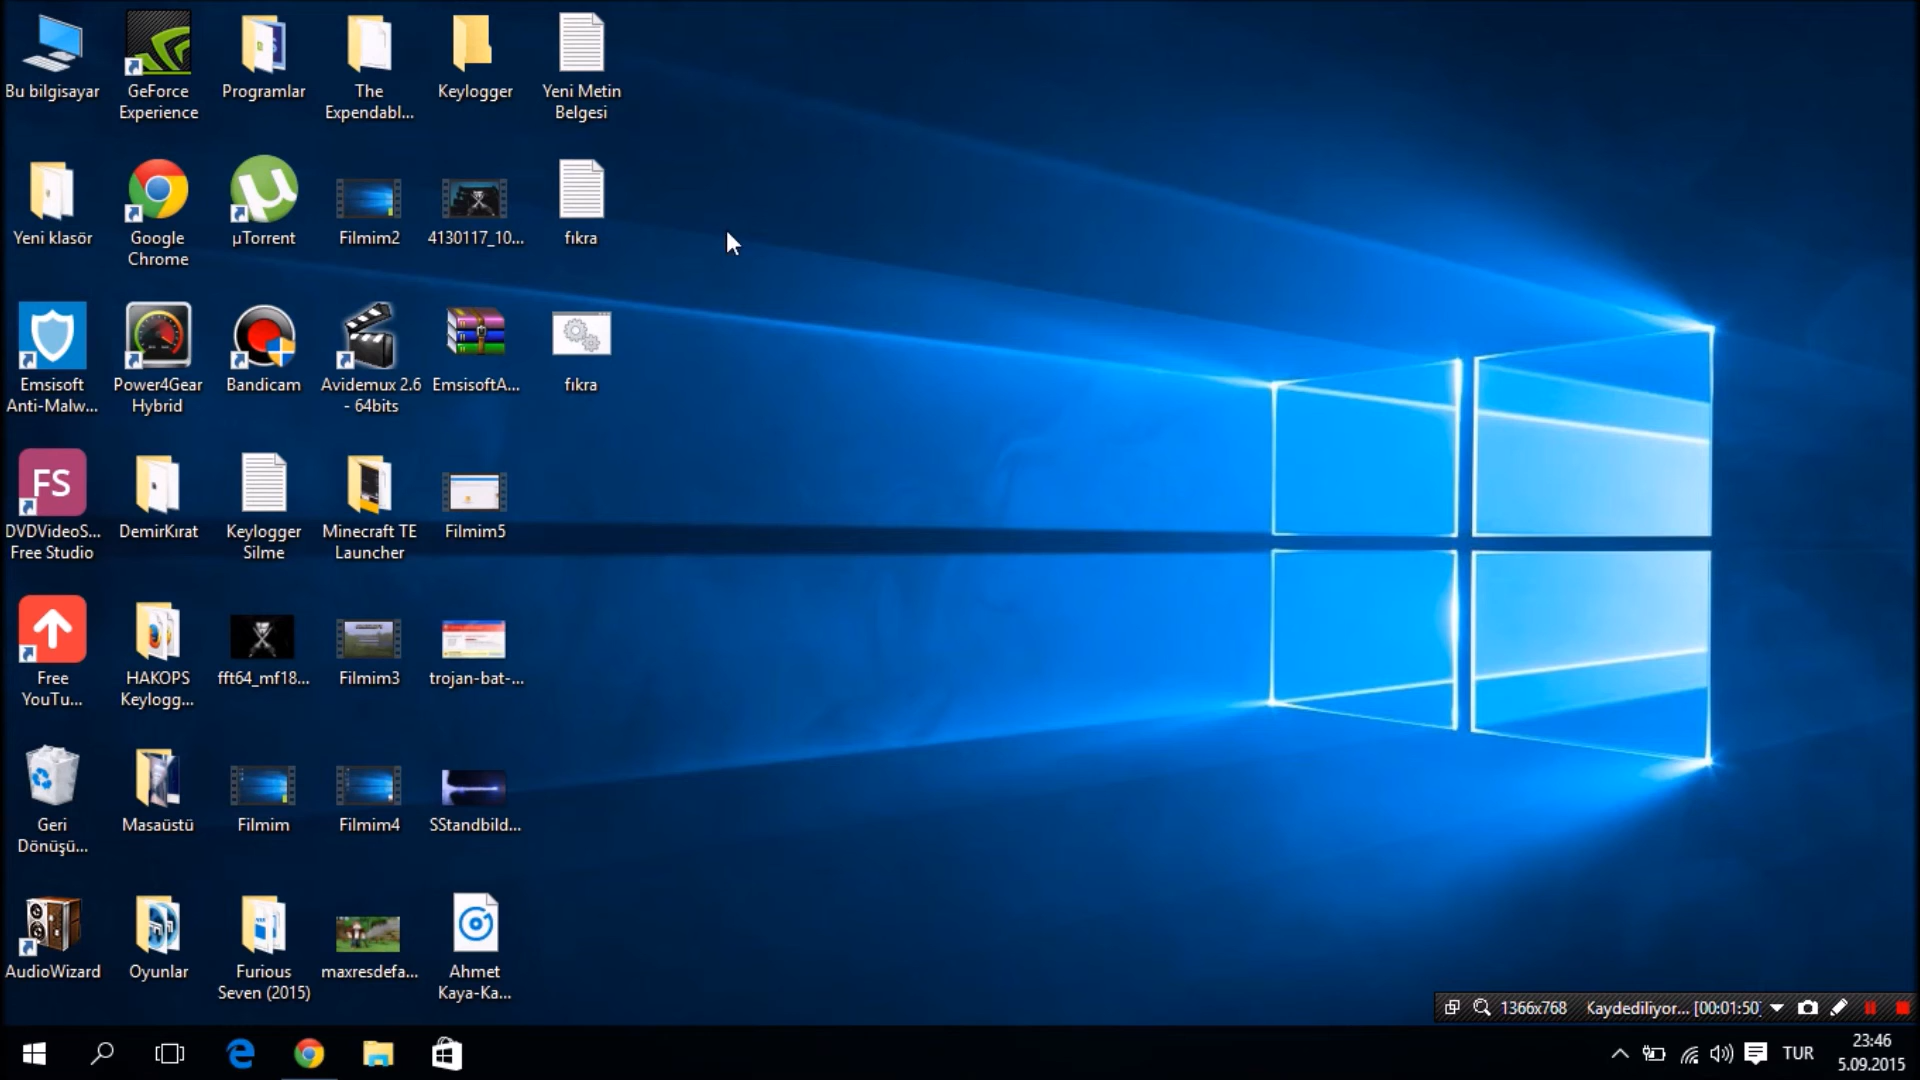 Bu bilgisayar
GeForce
Experience
Programlar
The
Expendabl...
Keylogger
Yeni Metin
Belgesi
Yeni klasör
Google
Chrome
µTorrent
Filmim2
4130117_10...
fıkra
Emsisoft
Anti-Malw...
Power4Gear
Hybrid
Bandicam
Avidemux 2.6
- 64bits
EmsisoftA...
fıkra
FS
DVDVideoS...
Free Studio
DemirKırat
Keylogger
Silme
Minecraft TE
Launcher
Filmim5
Free
YouTu...
HAKOPS
Keylogg...
fft64_mf18...
Filmim3
trojan-bat-...
Geri
Dönüşü...
Masaüstü
Filmim
Filmim4
SStandbild...
AudioWizard
Oyunlar
Furious
Seven (2015)
maxresdefa...
Ahmet
Kaya-Ka...
1366x768 Kaydediliyor... [00:01:50]
TUR
23:46
5.09.2015